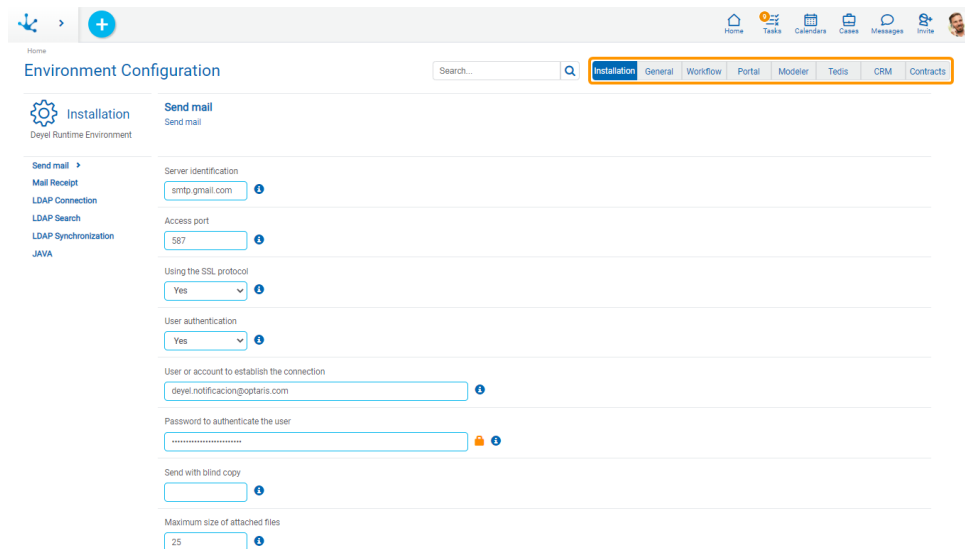 0
Home
Tasks
Calendars
Cases
Messages
Invite
Home
Environment Configuration
Search...
Installation
General
Workflow
Portal
Modeler
Tedis
CRM
Contracts
Installation
Deyel Runtime Environment
Send mail
Send mail
Send mail
Mail Receipt
LDAP Connection
LDAP Search
LDAP Synchronization
JAVA
Server identification
smtp.gmail.com
Access port
587
Using the SSL protocol
Yes
User authentication
Yes
User or account to establish the connection
deyel.notificacion@optaris.com
Password to authenticate the user
Send with blind copy
Maximum size of attached files
25